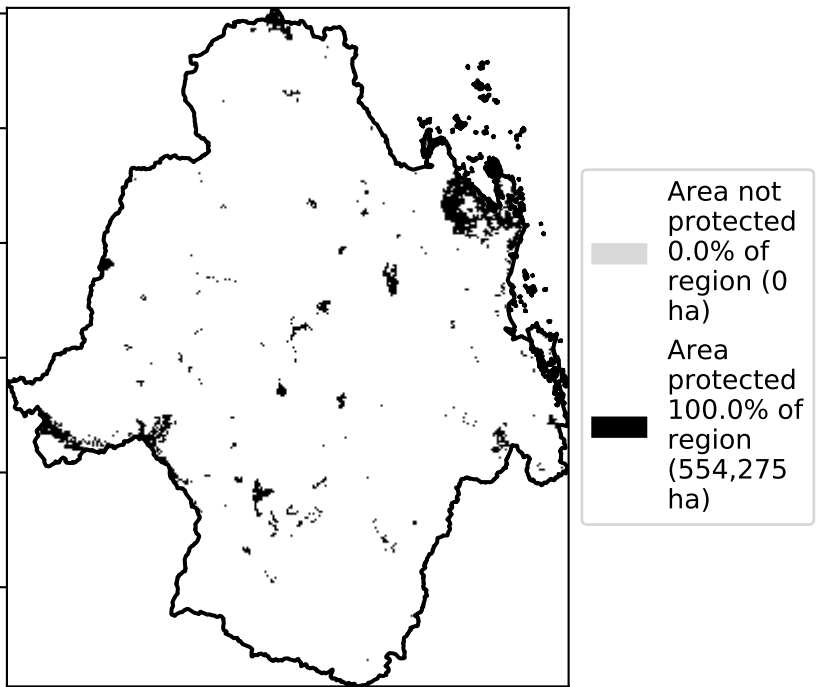 Area not
protected
0.0% of
region (0
ha)
Area
protected
100.0% of
region
(554,275
ha)